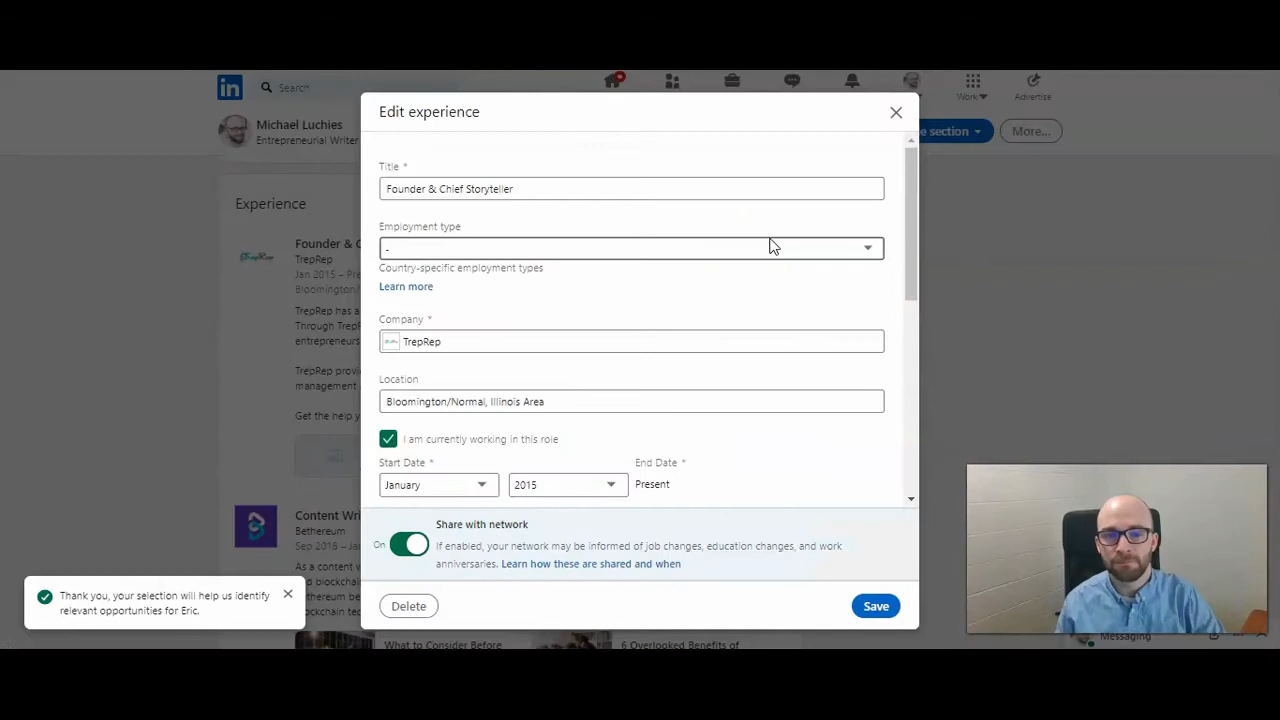 in
Search
Work
Advertise
Michael Luchies
Entrepreneurial Writer
e section
More...
Experience
Founder & C
TrepRep
Jan 2015 – Pre
Bloomington/
TrepRep has a
Through TrepR
entrepreneurs
TrepRep provi
management
Get the help y
Content Wri
Bethereum
Sep 2018 – Ja
As a content w
What to Consider Before
6 Overlooked Benefits of
Edit experience
Title *
Founder & Chief Storyteller
Employment type
-
Country-specific employment types
Learn more
Company *
TrepRep
Location
Bloomington/Normal, Illinois Area
I am currently working in this role
Start Date *
End Date *
January
2015
Present
Share with network
On
If enabled, your network may be informed of job changes, education changes, and work
anniversaries. Learn how these are shared and when
Delete
Save
Thank you, your selection will help us identify
relevant opportunities for Eric.
Messaging